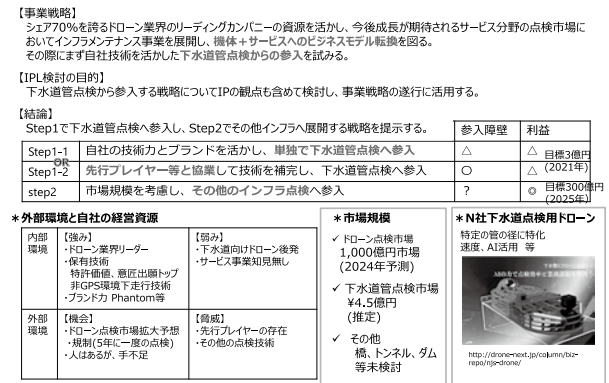 【事業戦略】
シェア70%を誇るドローン業界のリーディングカンパニーの資源を活かし、今後成長が期待されるサービス分野の点検市場に
おいてインフラメンテナンス事業を展開し、機体+サービスへのビジネスモデル転換を図る。
その際にまず自社技術を活かした下水道管点検からの参入を試みる。
【IPL検討の目的】
下水道管点検から参入する戦略についてIPの観点も含めて検討し、事業戦略の遂行に活用する。
【結論】
Step1で下水道管点検へ参入し、Step2でその他インフラへ展開する戦略を提示する。
参入障壁 利益
Step1-1 自社の技術力とブランドを活かし、単独で下水道管点検へ参入 △ △ 目標3億円
OR
(2021年)
Step1-2 先行プレイヤー等と協業して技術を補完し、下水道管点検へ参入 〇 △
step2 市場規模を考慮し、その他のインフラ点検へ参入 ? ◎ 目標300億円
(2025年)
*外部環境と自社の経営資源
内部
環境
【強み】
・ドローン業界リーダー
・保有技術
特許価値、意匠出願トップ
非GPS環境下走行技術
・ブランド力 Phantom等
【弱み】
・下水道向けドローン後発
・サービス事業知見無し
外部
環境
【機会】
・ドローン点検市場拡大予想
・規制(5年に一度の点検)
・人はあるが、手不足
【脅威】
・先行プレイヤーの存在
・その他の点検技術
*市場規模
✓ ドローン点検市場
1,000億円市場
(2024年予測)
✓ 下水道管点検市場
¥4.5億円
(推定)
✓ その他
橋、トンネル、ダム
等未検討
*N社下水道点検用ドローン
特定の管の径に特化
速度、AI活用 等
http://drone-next.jp/column/biz-
repo/njs-drone/